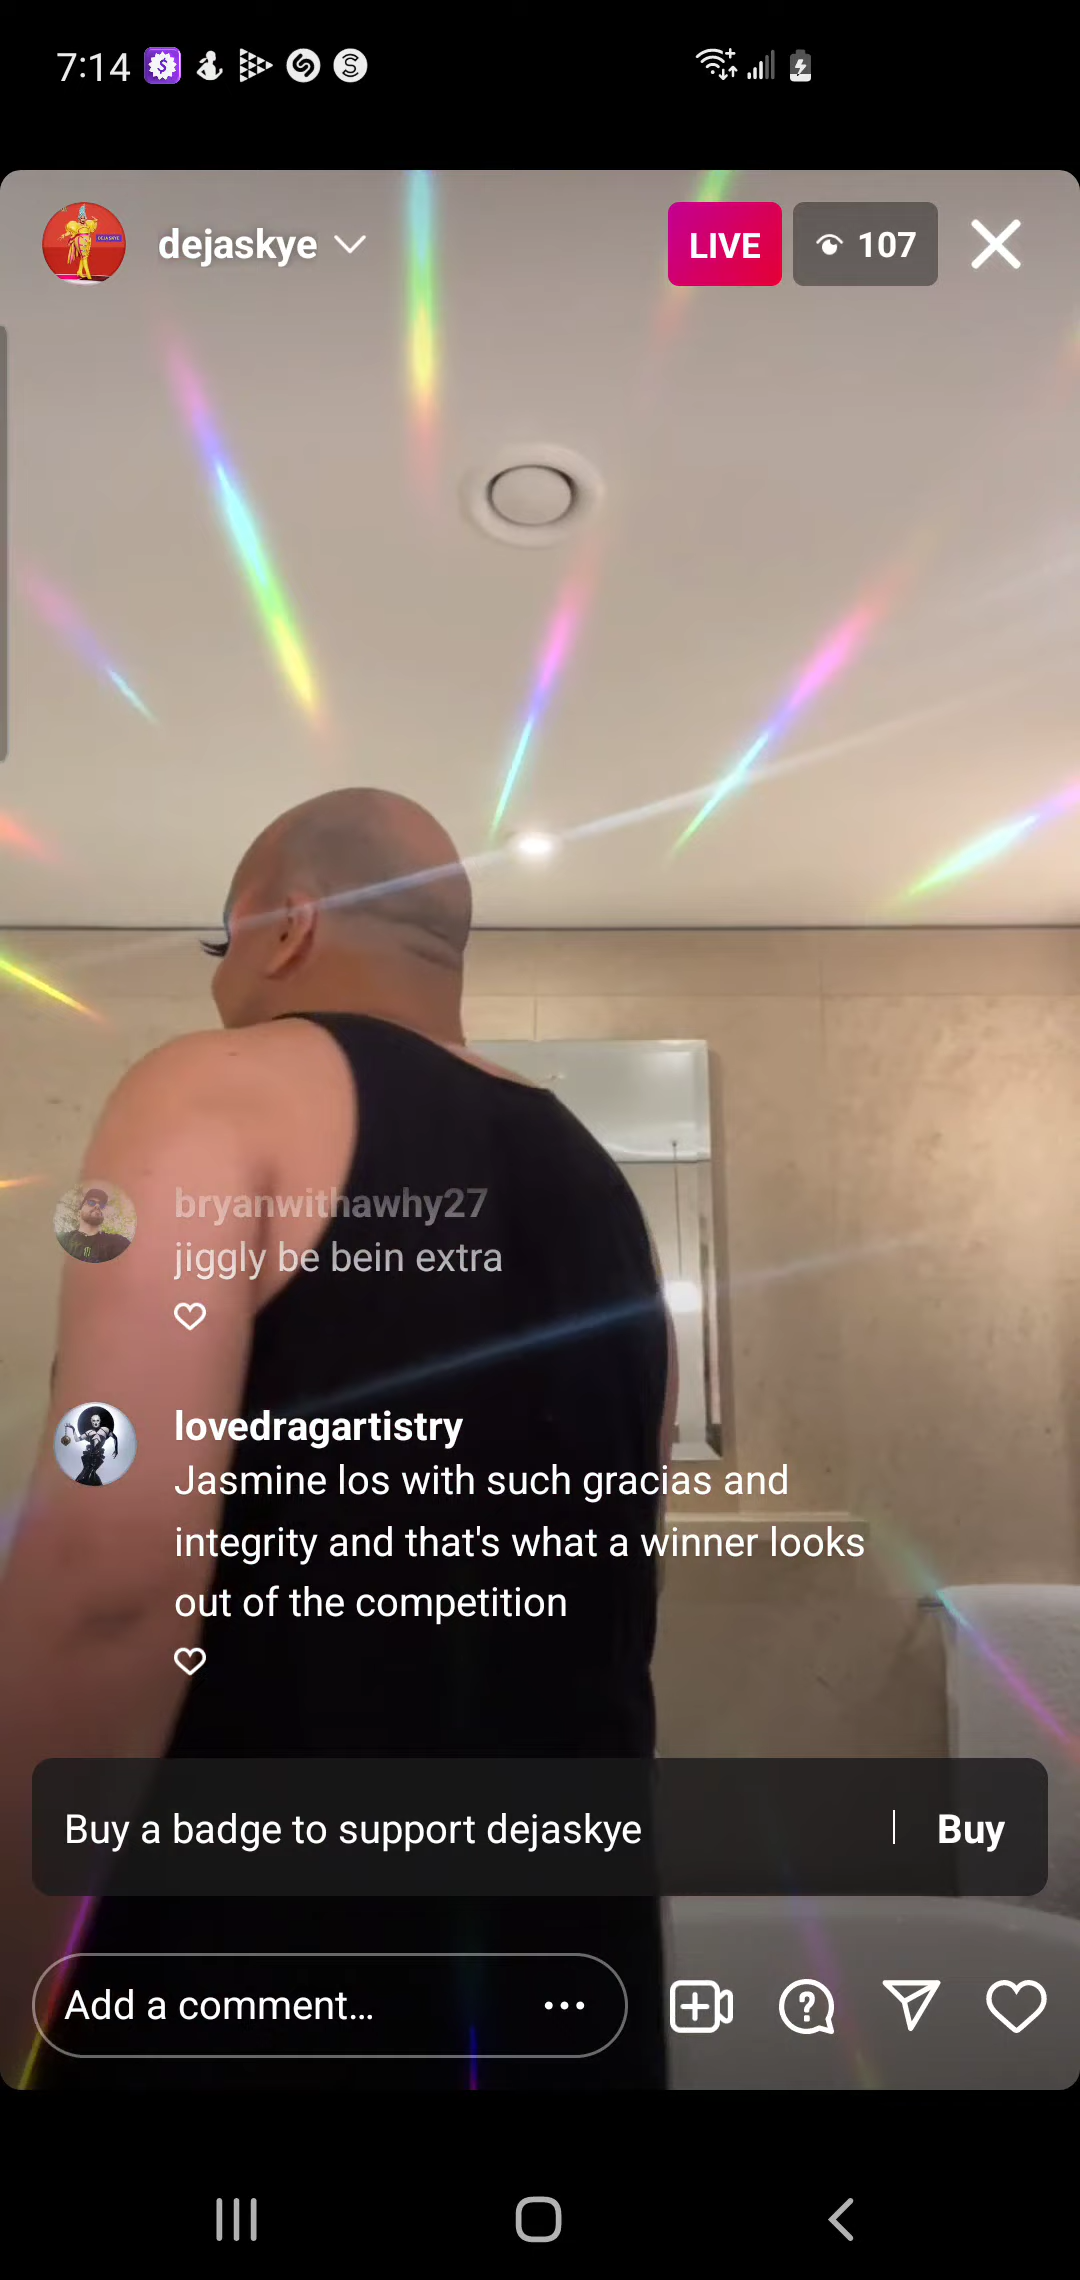 7:14
dejaskye
LIVE
107
bryanwithawhy27
jiggly be bein extra
lovedragartistry
Jasmine los with such gracias and
integrity and that's what a winner looks
out of the competition
Buy a badge to support dejaskye
Buy
Add a comment...